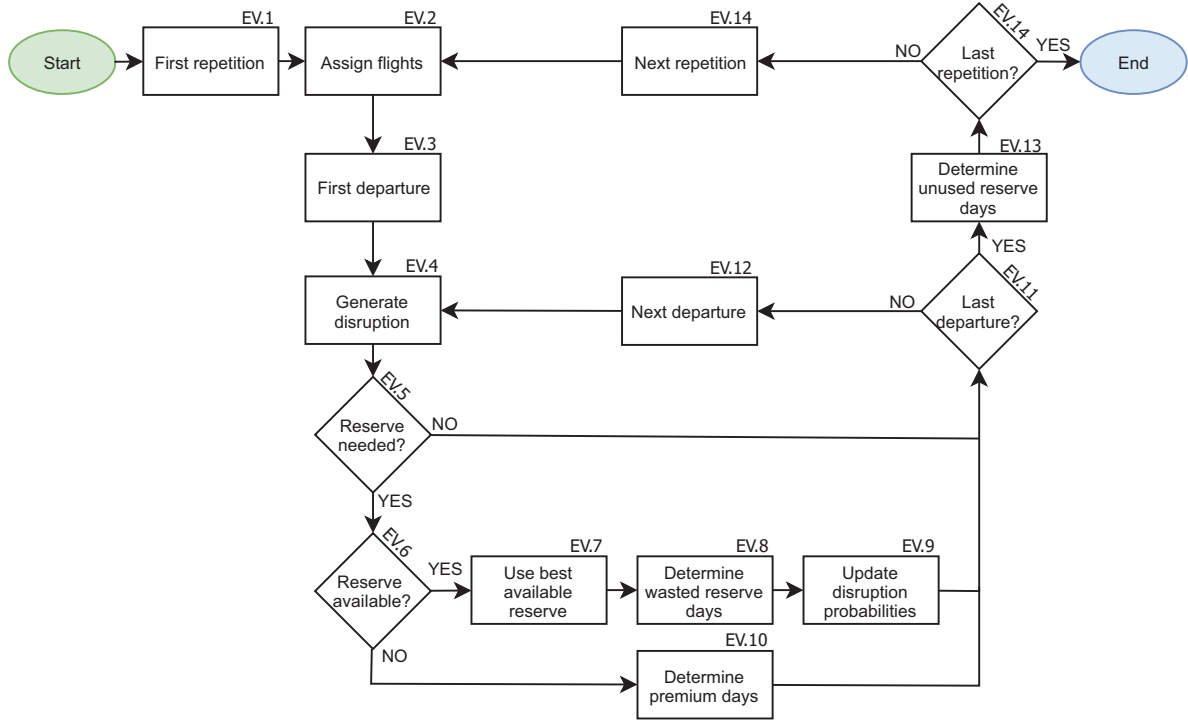 EV.1
EV.2
EV.14
EV.14
Start
First repetition
Assign flights
Next repetition
NO
Last
repetition?
YES
End
EV.3
First departure
EV.13
Determine
unused reserve
days
YES
EV.4
Generate
disruption
EV.12
Next departure
NO
EV.11
Last
departure?
EV.5
Reserve
needed?
NO
YES
EV.6
Reserve
available?
YES
EV.7
Use best
available
reserve
EV.8
Determine
wasted reserve
days
EV.9
Update
disruption
probabilities
NO
EV.10
Determine
premium days